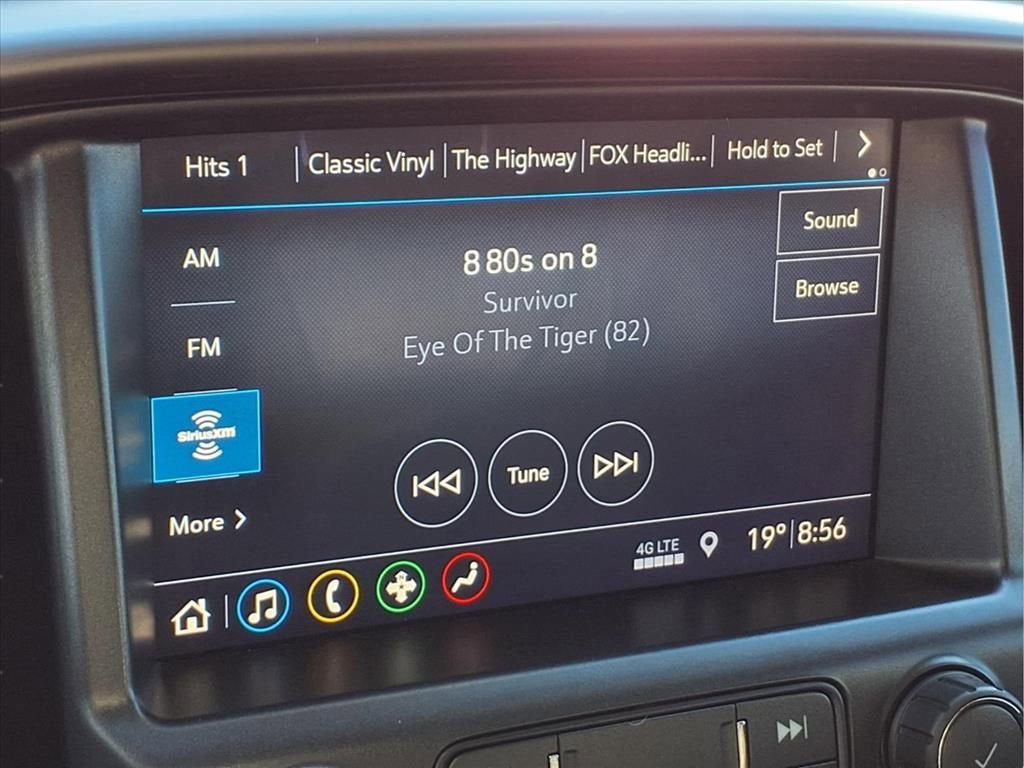 Hits 1
Classic Vinyl
The Highway
FOX Headli...
Hold to Set
Sound
Browse
AM
FM
SiriusXM
More
8 80s on 8
Survivor
Eye Of The Tiger (82)
Tune
4G LTE
19° 8:56